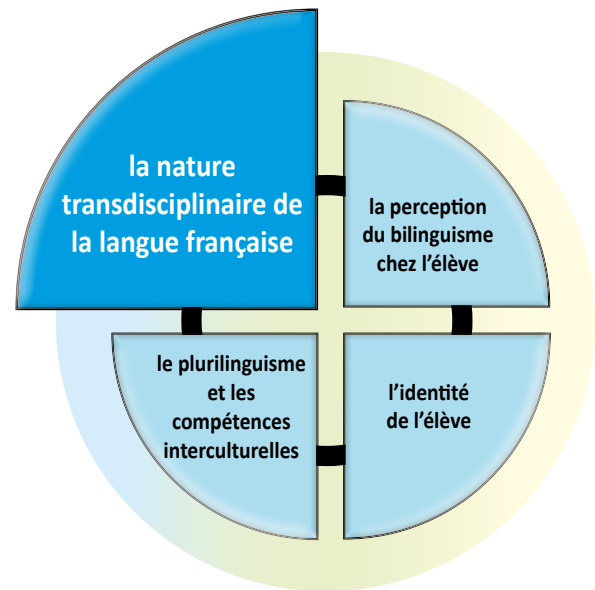 la nature
transdisciplinaire de
la langue française
la perception
du bilinguisme
chez l'élève
le plurilinguisme
et les
compétences
interculturelles
l'identité
de l'élève